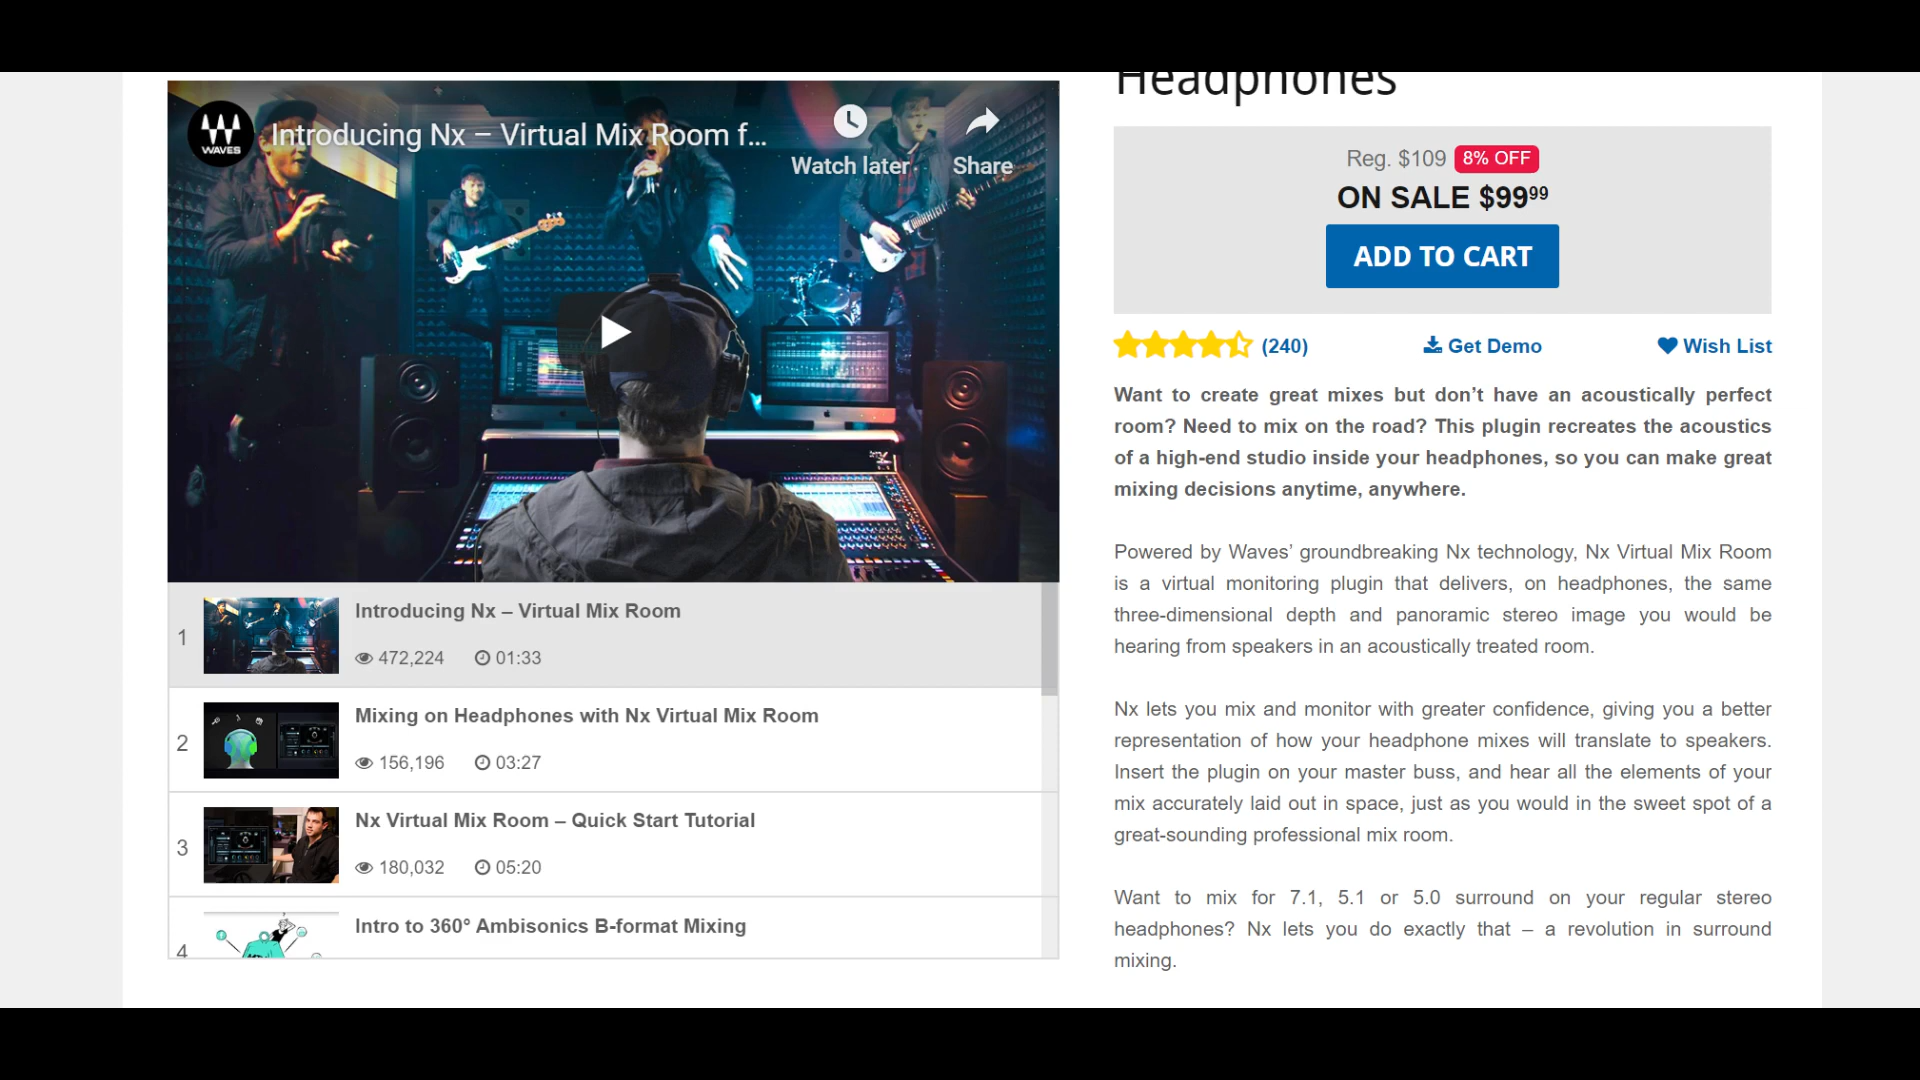 WAVES
Introducing Nx – Virtual Mix Room f...
Watch later
Share
1
Introducing Nx – Virtual Mix Room
472,224 01:33
2
Mixing on Headphones with Nx Virtual Mix Room
156,196 03:27
3
Nx Virtual Mix Room – Quick Start Tutorial
180,032 05:20
4
Intro to 360° Ambisonics B-format Mixing
Headphones
Reg. $109 8% OFF
ON SALE $99⁹⁹
ADD TO CART
(240) Get Demo Wish List
Want to create great mixes but don’t have an acoustically perfect
room? Need to mix on the road? This plugin recreates the acoustics
of a high-end studio inside your headphones, so you can make great
mixing decisions anytime, anywhere.
Powered by Waves’ groundbreaking Nx technology, Nx Virtual Mix Room
is a virtual monitoring plugin that delivers, on headphones, the same
three-dimensional depth and panoramic stereo image you would be
hearing from speakers in an acoustically treated room.
Nx lets you mix and monitor with greater confidence, giving you a better
representation of how your headphone mixes will translate to speakers.
Insert the plugin on your master buss, and hear all the elements of your
mix accurately laid out in space, just as you would in the sweet spot of a
great-sounding professional mix room.
Want to mix for 7.1, 5.1 or 5.0 surround on your regular stereo
headphones? Nx lets you do exactly that – a revolution in surround
mixing.